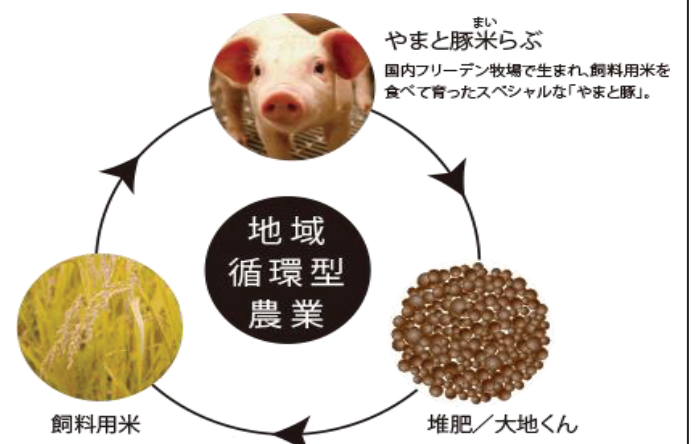 まい
やまと豚米らぶ
国内フリーデン牧場で生まれ、飼料用米を
食べて育ったスペシャルな「やまと豚」。
地域
循環型
農業
飼料用米
堆肥／大地くん